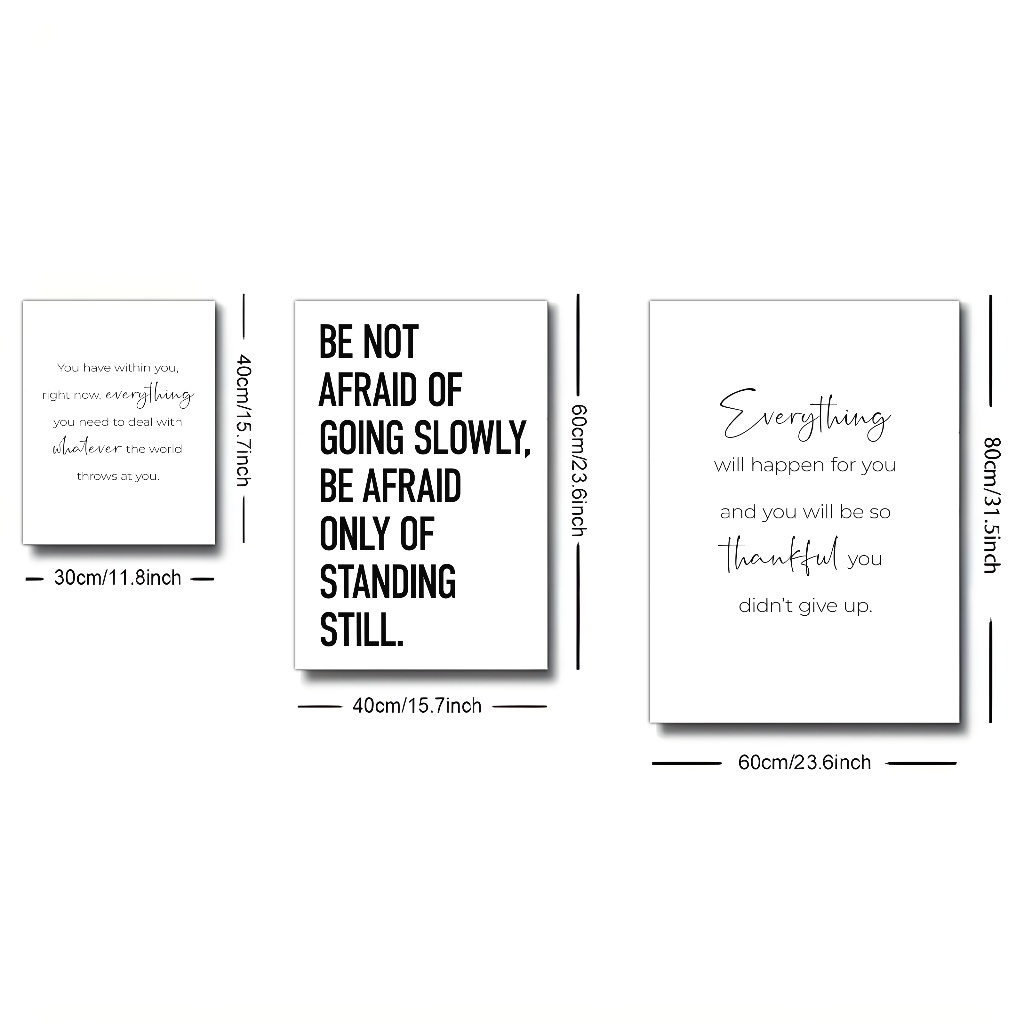 You have within you,
right now, everything
you need to deal with
whatever the world
throws at you.
40cm/15.7inch
30cm/11.8inch
BE NOT
AFRAID OF
GOING SLOWLY,
BE AFRAID
ONLY OF
STANDING
STILL.
60cm/23.6inch
40cm/15.7inch
Everything
will happen for you
and you will be so
thankful you
didn't give up.
80cm/31.5inch
60cm/23.6inch